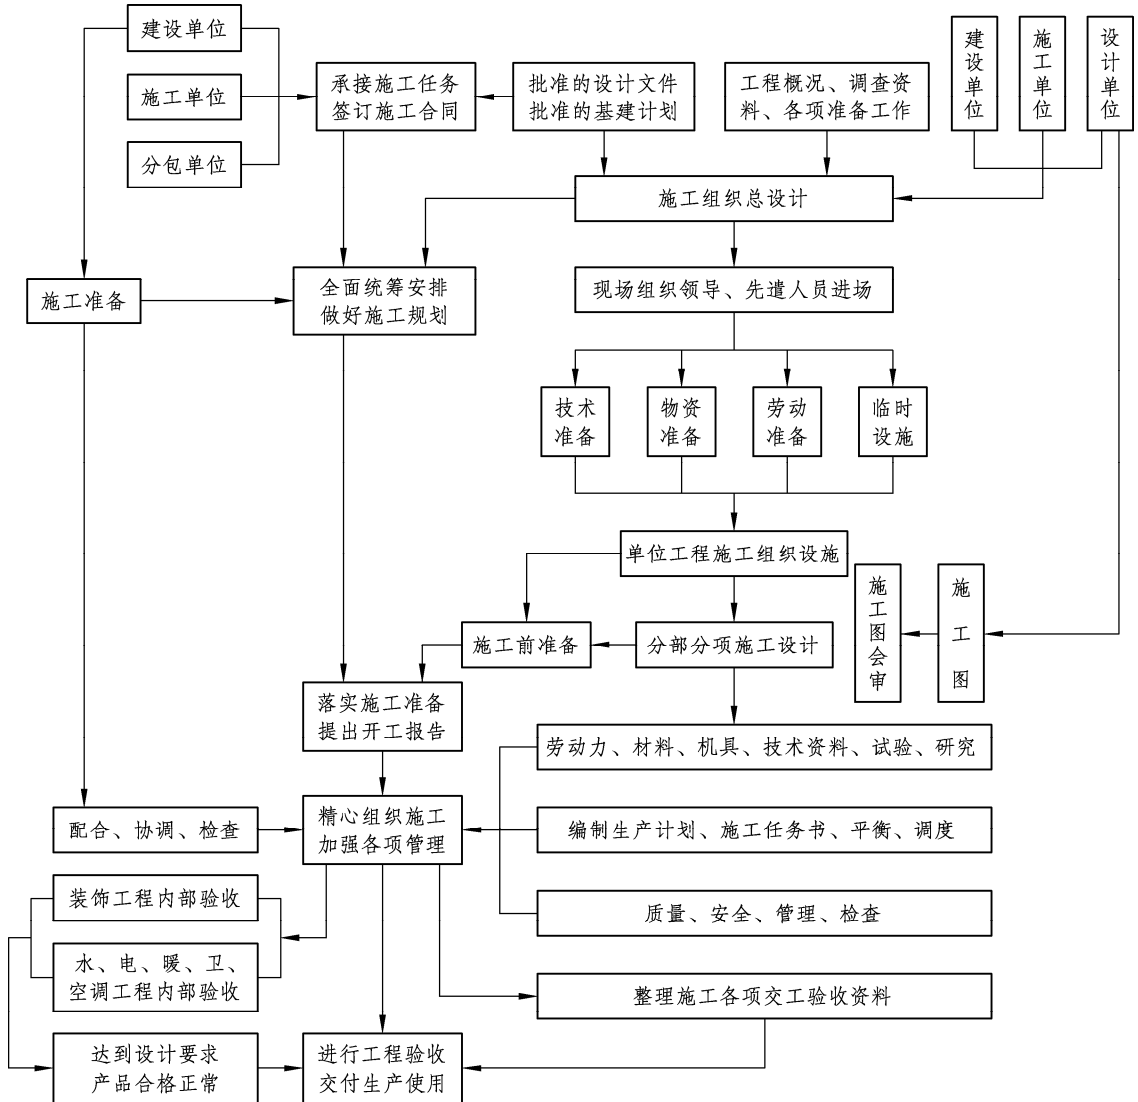 建设单位
施工单位
分包单位
承接施工任务
签订施工合同
批准的设计文件
批准的基建计划
工程概况、调查资
料、各项准备工作
建设单位
施工单位
设计单位
施工组织总设计
施工准备
全面统筹安排
做好施工规划
现场组织领导、先遣人员进场
技术
准备
物资
准备
劳动
准备
临时
设施
单位工程施工组织设施
施工前准备
分部分项施工设计
施工图会审
施工图
落实施工准备
提出开工报告
劳动力、材料、机具、技术资料、试验、研究
配合、协调、检查
精心组织施工
加强各项管理
编制生产计划、施工任务书、平衡、调度
装饰工程内部验收
质量、安全、管理、检查
水、电、暖、卫、
空调工程内部验收
整理施工各项交工验收资料
达到设计要求
产品合格正常
进行工程验收
交付生产使用